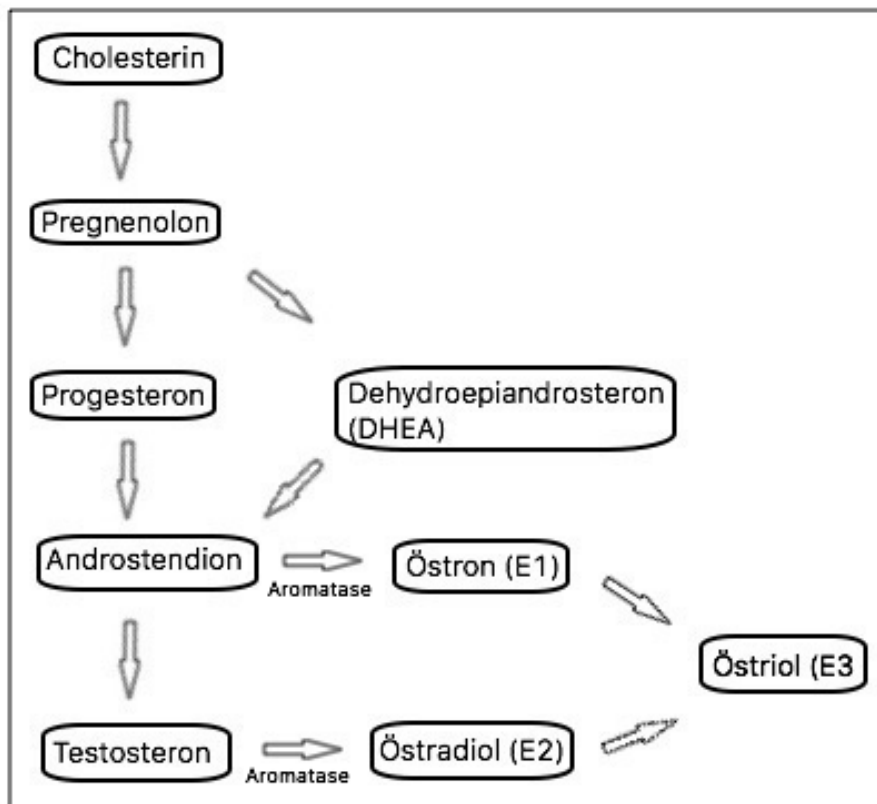 Cholesterin
Pregnenolon
Progesteron
Dehydroepiandrosteron
(DHEA)
Androstendion
Aromatase
Östron (E1)
Östriol (E3
Testosteron
Aromatase
Östradiol (E2)